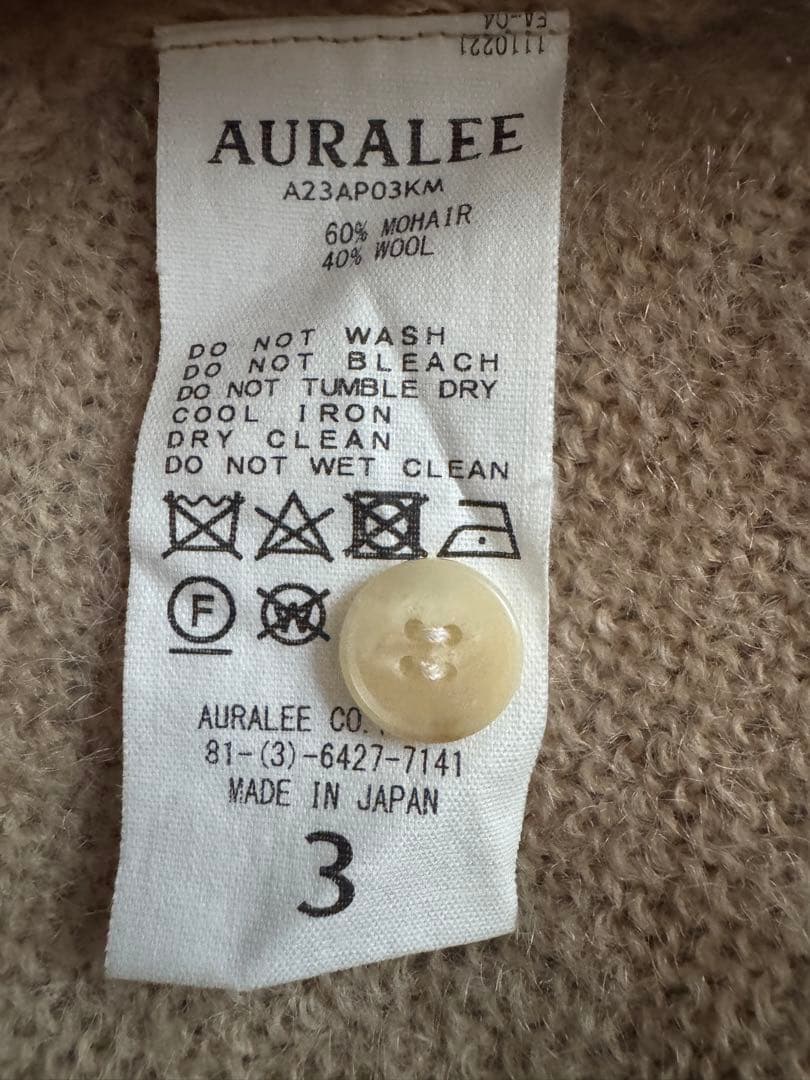 EA-04
1110221
AURALEE
A23AP03KM
60% MOHAIR
40% WOOL
DO NOT WASH
DO NOT BLEACH
DO NOT TUMBLE DRY
COOL IRON
DRY CLEAN
DO NOT WET CLEAN
F
W
AURALEE CO.
81-(3)-6427-7141
MADE IN JAPAN
3